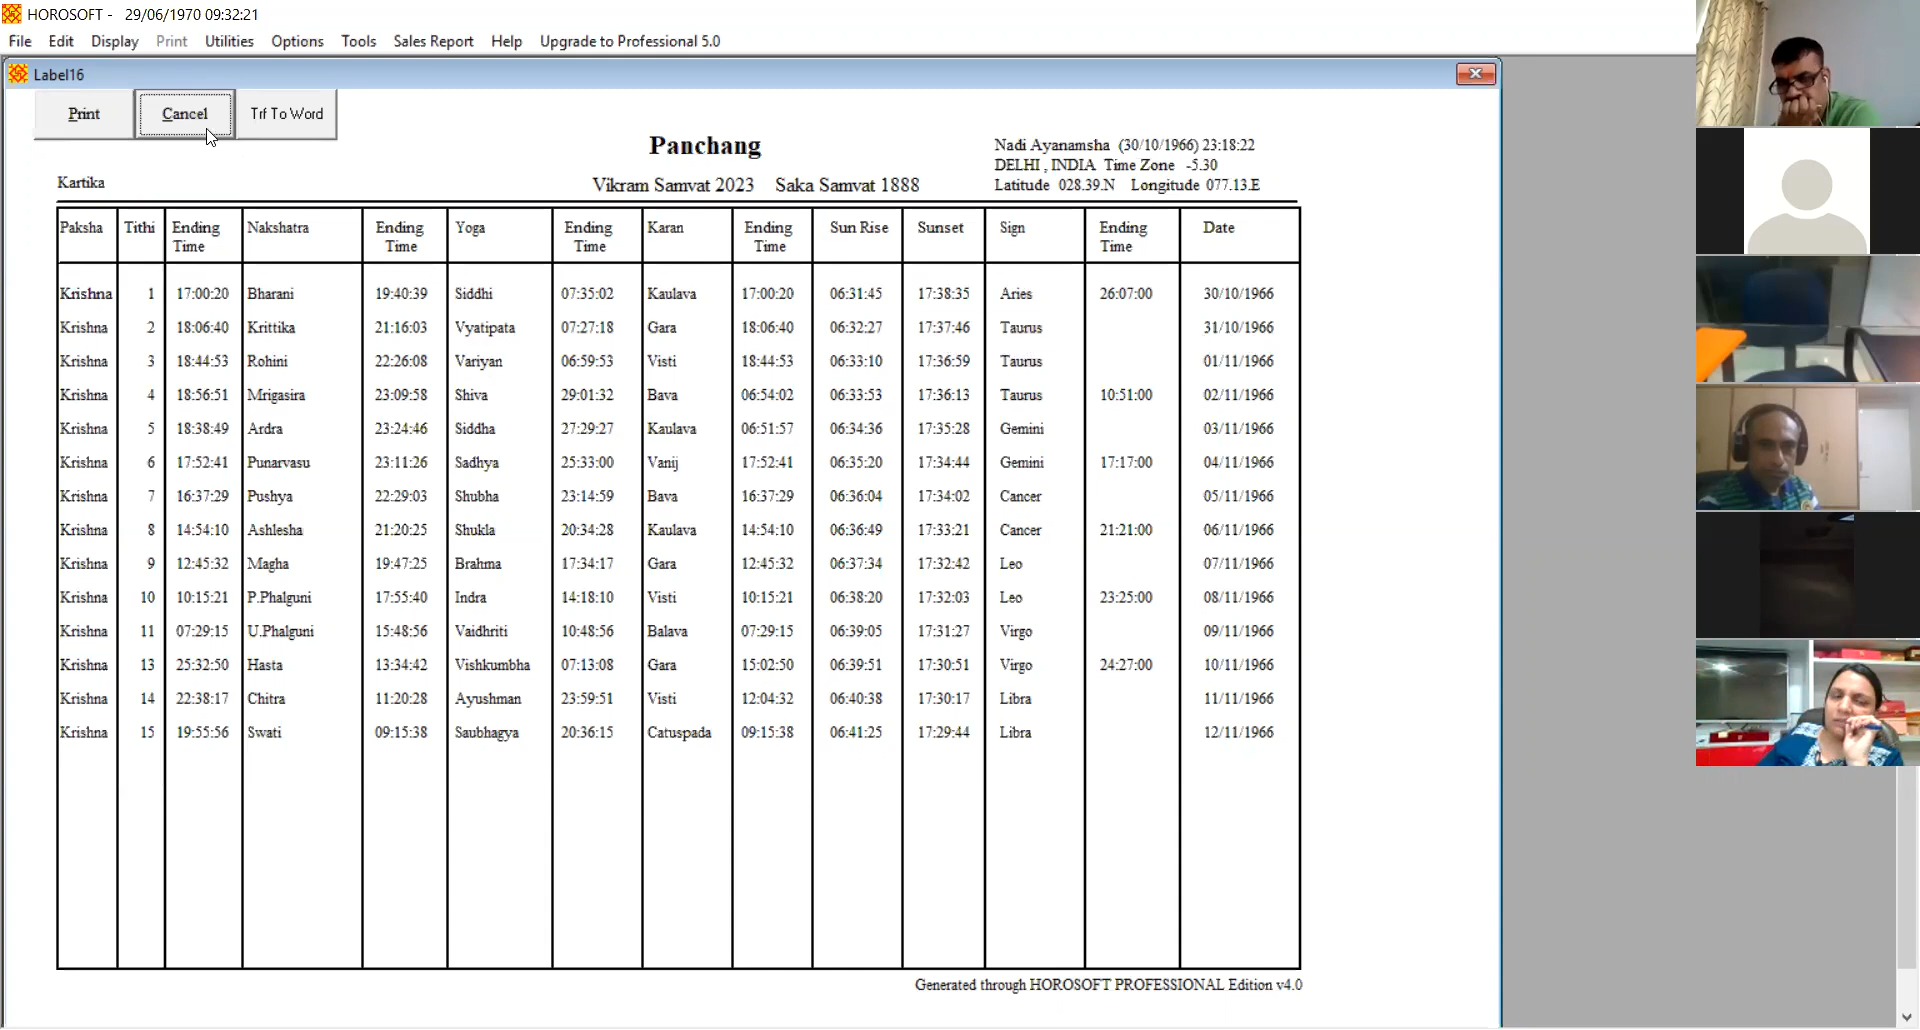 HOROSOFT - 29/06/1970 09:32:21
File Edit Display Print Utilities Options Tools Sales Report Help Upgrade to Professional 5.0
Label16
Print Cancel Trf To Word
Panchang
Nadi Ayanamsha (30/10/1966) 23:18:22
DELHI , INDIA Time Zone -5.30
Kartika
Vikram Samvat 2023 Saka Samvat 1888
Latitude 028.39.N Longitude 077.13.E
Paksha Tithi Ending Time Nakshatra Ending Time Yoga Ending Time Karan Ending Time Sun Rise Sunset Sign Ending Time Date
Krishna 1 17:00:20 Bharani 19:40:39 Siddhi 07:35:02 Kaulava 17:00:20 06:31:45 17:38:35 Aries 26:07:00 30/10/1966
Krishna 2 18:06:40 Krittika 21:16:03 Vyatipata 07:27:18 Gara 18:06:40 06:32:27 17:37:46 Taurus 31/10/1966
Krishna 3 18:44:53 Rohini 22:26:08 Variyan 06:59:53 Visti 18:44:53 06:33:10 17:36:59 Taurus 01/11/1966
Krishna 4 18:56:51 Mrigasira 23:09:58 Shiva 29:01:32 Bava 06:54:02 06:33:53 17:36:13 Taurus 10:51:00 02/11/1966
Krishna 5 18:38:49 Ardra 23:24:46 Siddha 27:29:27 Kaulava 06:51:57 06:34:36 17:35:28 Gemini 03/11/1966
Krishna 6 17:52:41 Punarvasu 23:11:26 Sadhya 25:33:00 Vanij 17:52:41 06:35:20 17:34:44 Gemini 17:17:00 04/11/1966
Krishna 7 16:37:29 Pushya 22:29:03 Shubha 23:14:59 Bava 16:37:29 06:36:04 17:34:02 Cancer 05/11/1966
Krishna 8 14:54:10 Ashlesha 21:20:25 Shukla 20:34:28 Kaulava 14:54:10 06:36:49 17:33:21 Cancer 21:21:00 06/11/1966
Krishna 9 12:45:32 Magha 19:47:25 Brahma 17:34:17 Gara 12:45:32 06:37:34 17:32:42 Leo 07/11/1966
Krishna 10 10:15:21 P.Phalguni 17:55:40 Indra 14:18:10 Visti 10:15:21 06:38:20 17:32:03 Leo 23:25:00 08/11/1966
Krishna 11 07:29:15 U.Phalguni 15:48:56 Vaidhriti 10:48:56 Balava 07:29:15 06:39:05 17:31:27 Virgo 09/11/1966
Krishna 13 25:32:50 Hasta 13:34:42 Vishkumbha 07:13:08 Gara 15:02:50 06:39:51 17:30:51 Virgo 24:27:00 10/11/1966
Krishna 14 22:38:17 Chitra 11:20:28 Ayushman 23:59:51 Visti 12:04:32 06:40:38 17:30:17 Libra 11/11/1966
Krishna 15 19:55:56 Swati 09:15:38 Saubhagya 20:36:15 Catuspada 09:15:38 06:41:25 17:29:44 Libra 12/11/1966
Generated through HOROSOFT PROFESSIONAL Edition v4.0